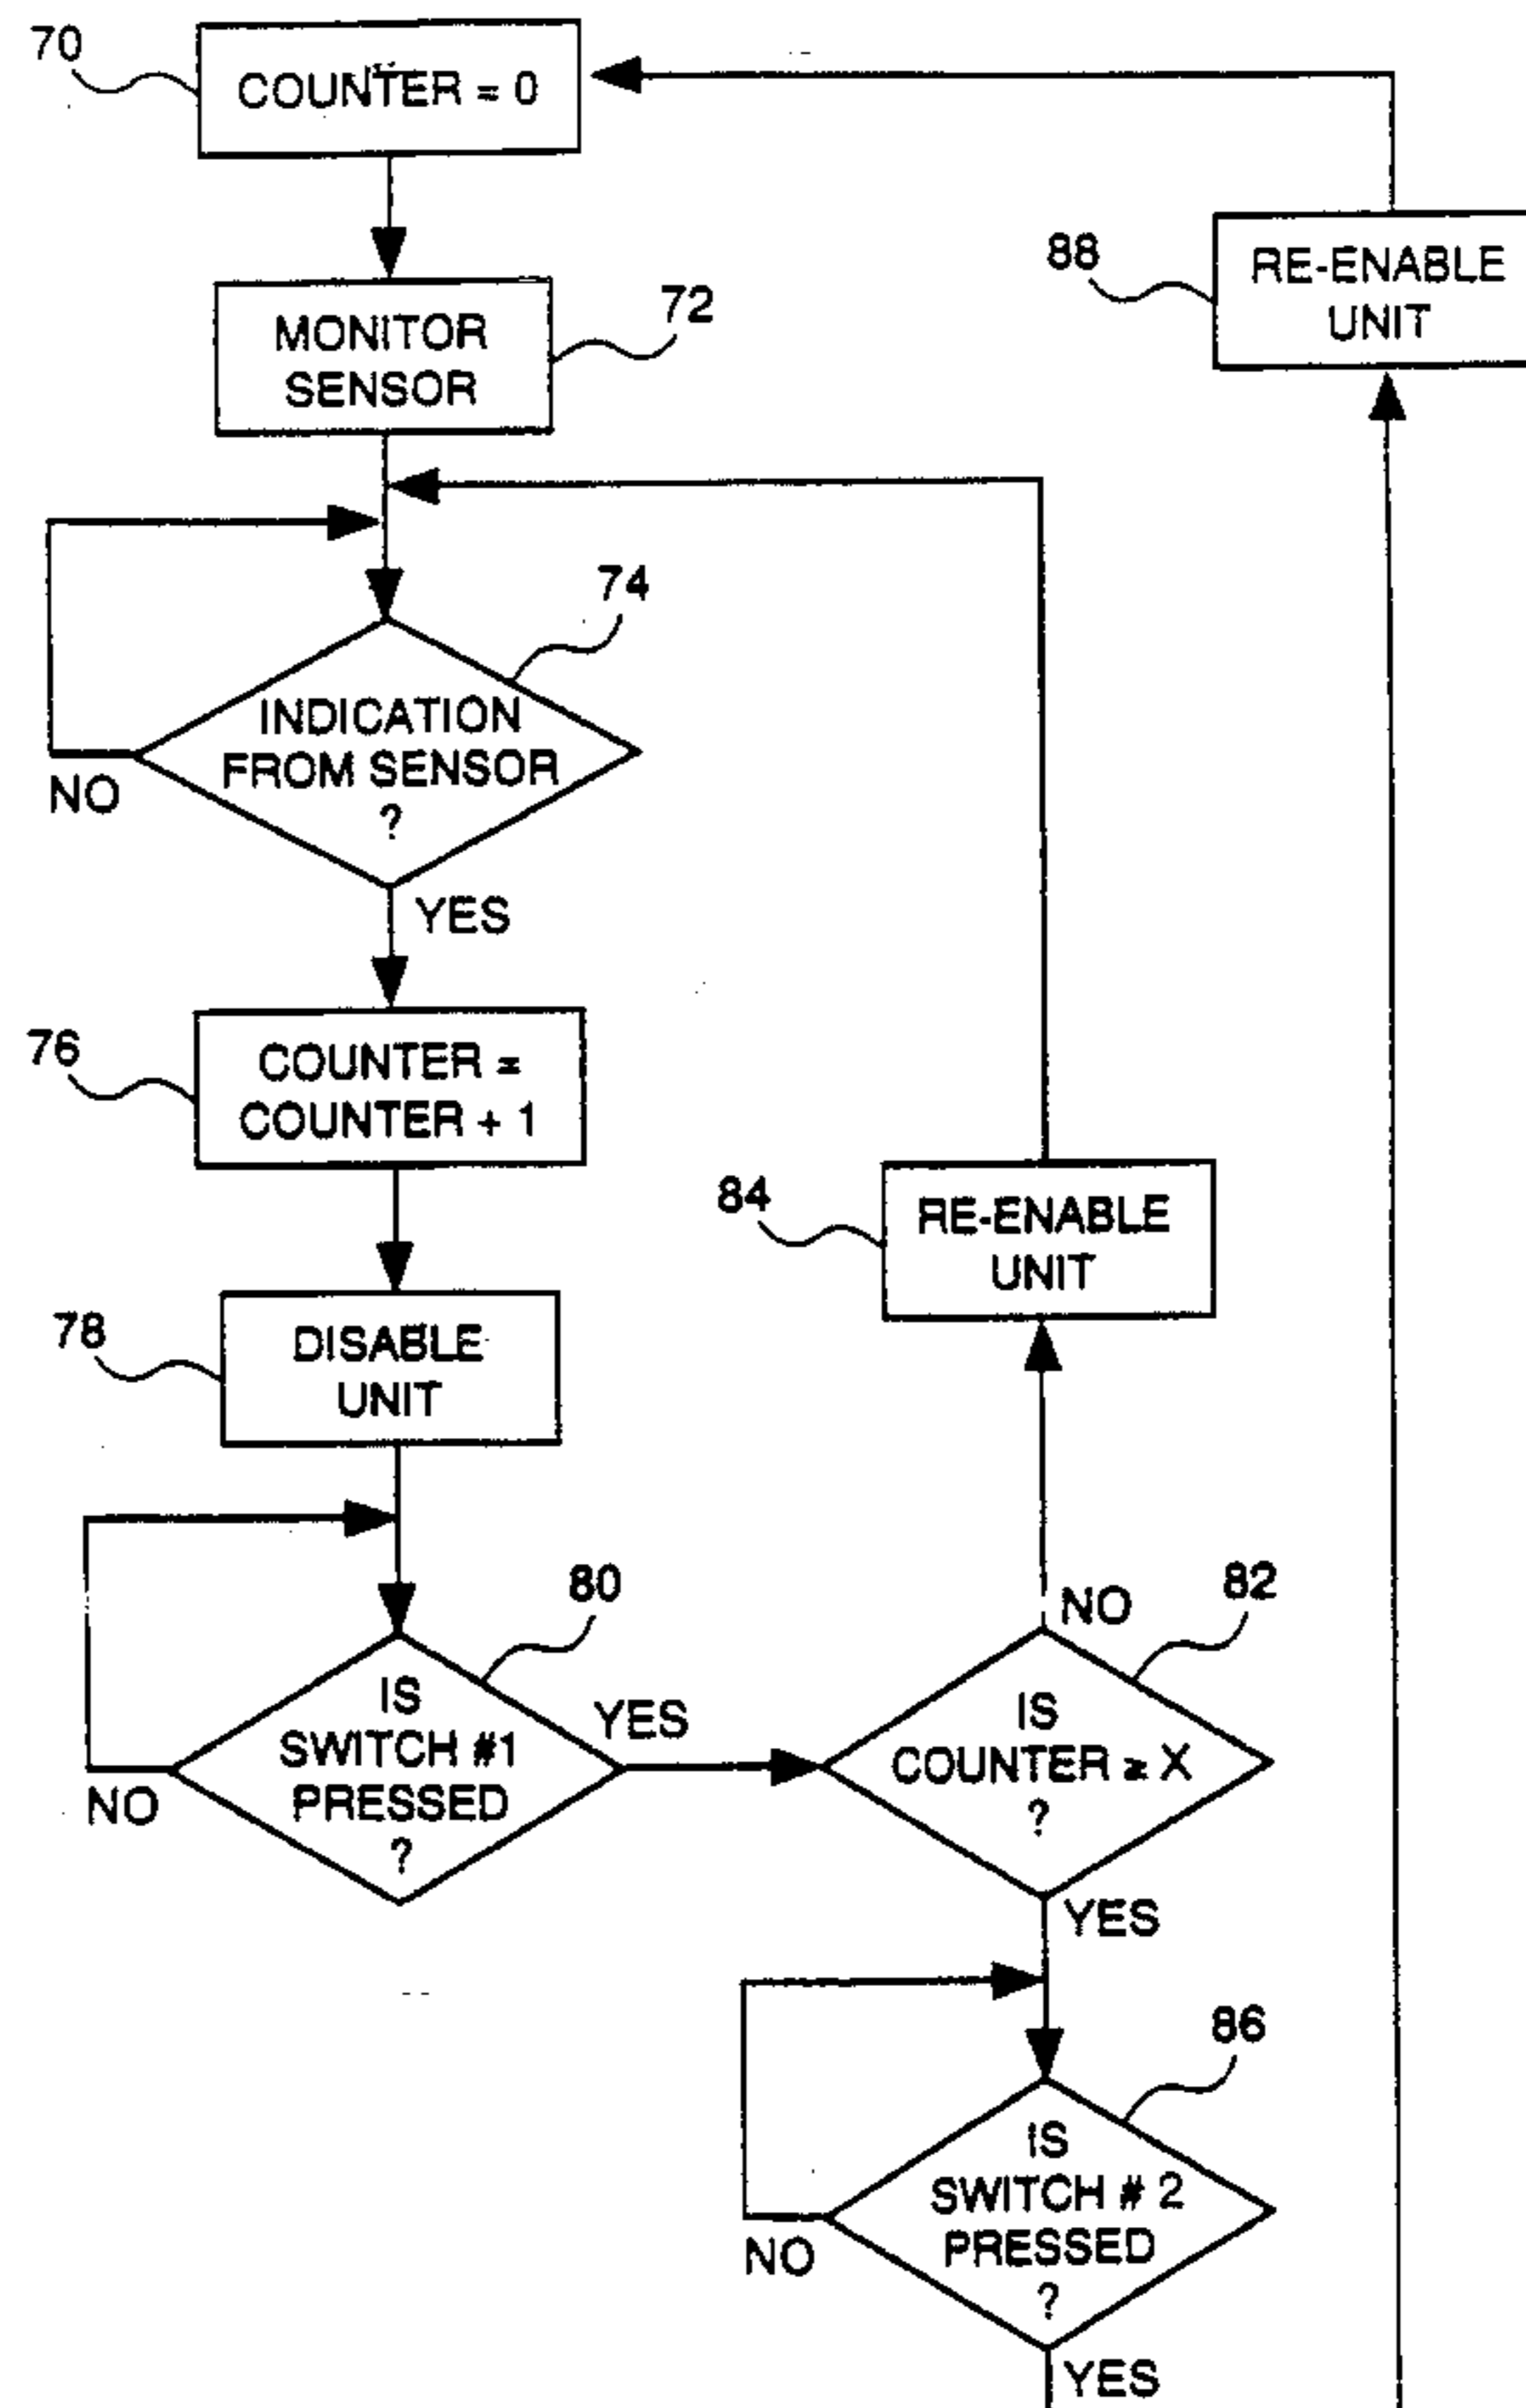 70
COUNTER = 0
88
RE-ENABLE
UNIT
72
MONITOR
SENSOR
74
INDICATION
FROM SENSOR
?
NO
YES
76
COUNTER =
COUNTER + 1
84
RE-ENABLE
UNIT
78
DISABLE
UNIT
80
IS
SWITCH #1
PRESSED
?
NO
YES
82
NO
IS
COUNTER ≥ X
?
YES
86
IS
SWITCH # 2
PRESSED
?
NO
YES